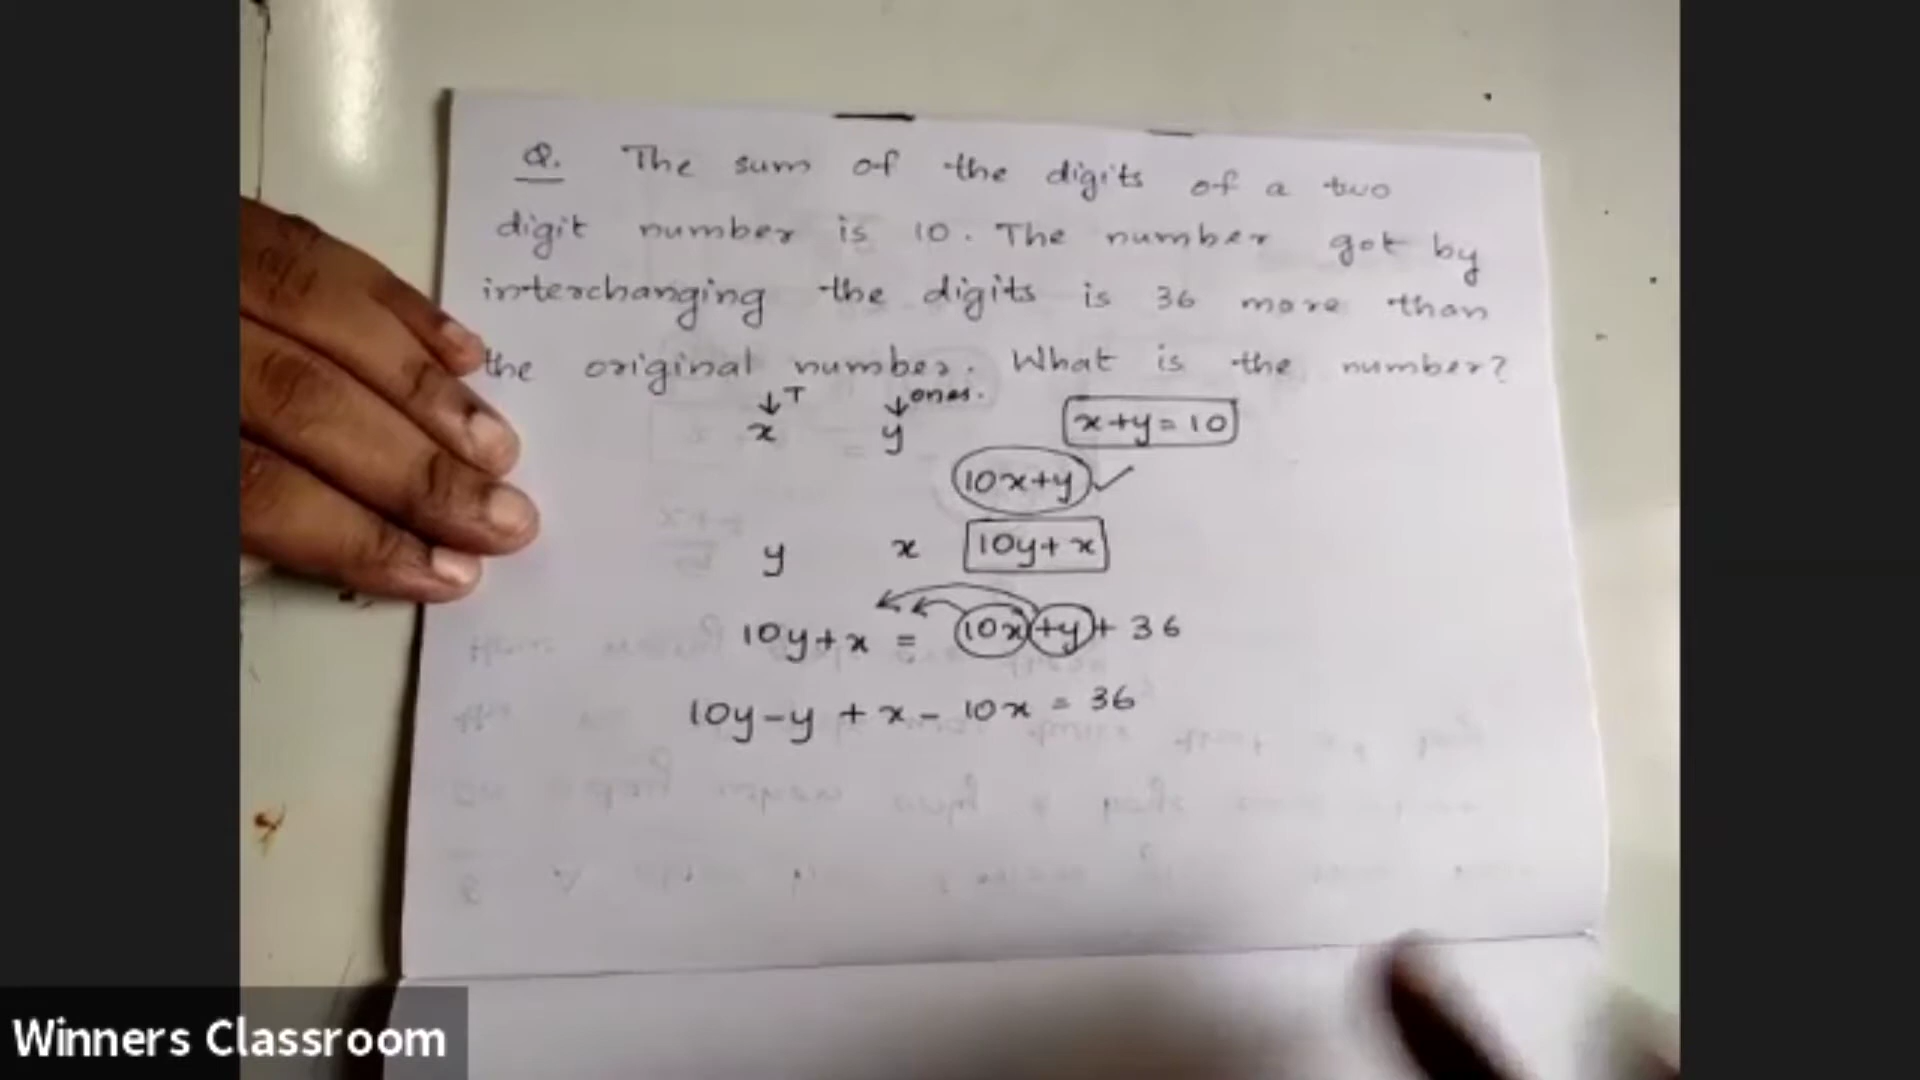 Q. The sum of the digits of a two
digit number is 10. The number got by
interchanging the digits is 36 more than
the original number. What is the number?
↓T ↓ones.
x y x+y=10
10x+y ✓
y x 10y+x
10y+x = 10x+y+36
10y-y+x-10x=36
Winners Classroom